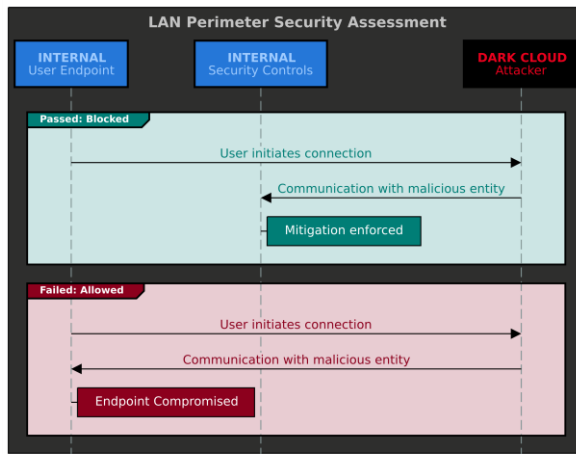 LAN Perimeter Security Assessment
INTERNAL
User Endpoint
INTERNAL
Security Controls
DARK CLOUD
Attacker
Passed: Blocked
User initiates connection
Communication with malicious entity
Mitigation enforced
Failed: Allowed
User initiates connection
Communication with malicious entity
Endpoint Compromised